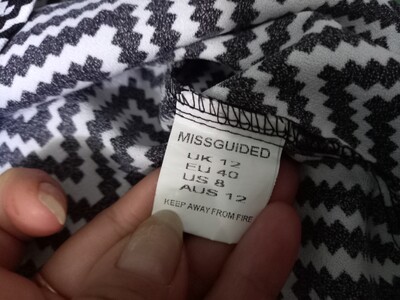 MISSGUIDED
UK 12
EU 40
US 8
AUS 12
KEEP AWAY FROM FIRE